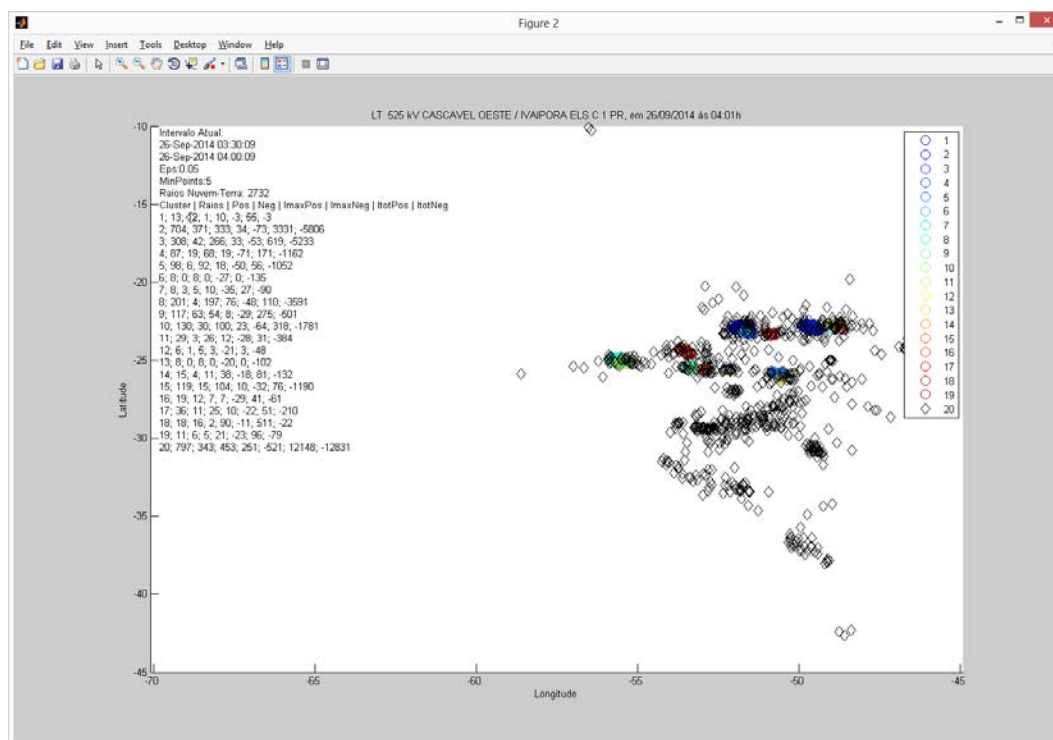 Figure 2
File Edit View Insert Tools Desktop Window Help
LT 525 kV CASCAVEL OESTE / IVAIPORA ELS C 1 PR, em 26/09/2014 ás 04:01h
Intervalo Atual:
26-Sep-2014 03:30:09
26-Sep-2014 04:00:09
Eps:0.05
MinPoints:5
Raios Nuvem-Terra: 2732
Cluster | Raios | Pos | Neg | ImaxPos | ImaxNeg | ItotPos | ItotNeg
1; 13; 12; 1; 10; -3; 55; -3
2; 704; 371; 333; 34; -73; 3331; -5806
3; 308; 42; 266; 33; -53; 619; -5233
4; 87; 19; 68; 19; -71; 171; -1162
5; 98; 6; 92; 18; -50; 56; -1052
6; 8; 0; 8; 0; -27; 0; -135
7; 8; 3; 5; 10; -35; 27; -90
8; 201; 4; 197; 76; -48; 110; -3591
9; 117; 63; 54; 8; -29; 275; -501
10; 130; 30; 100; 23; -64; 318; -1781
11; 29; 3; 26; 12; -28; 31; -384
12; 6; 1; 5; 3; -21; 3; -48
13; 8; 0; 8; 0; -20; 0; -102
14; 15; 4; 11; 38; -18; 81; -132
15; 119; 15; 104; 10; -32; 76; -1190
16; 19; 12; 7; 7; -29; 41; -61
17; 36; 11; 25; 10; -22; 51; -210
18; 18; 16; 2; 90; -11; 511; -22
19; 11; 6; 5; 21; -23; 96; -79
20; 797; 343; 453; 251; -521; 12148; -12831
1
2
3
4
5
6
7
8
9
10
11
12
13
14
15
16
17
18
19
20
-10
-15
-20
-25
-30
-35
-40
-45
Latitude
-70 -65 -60 -55 -50 -45
Longitude